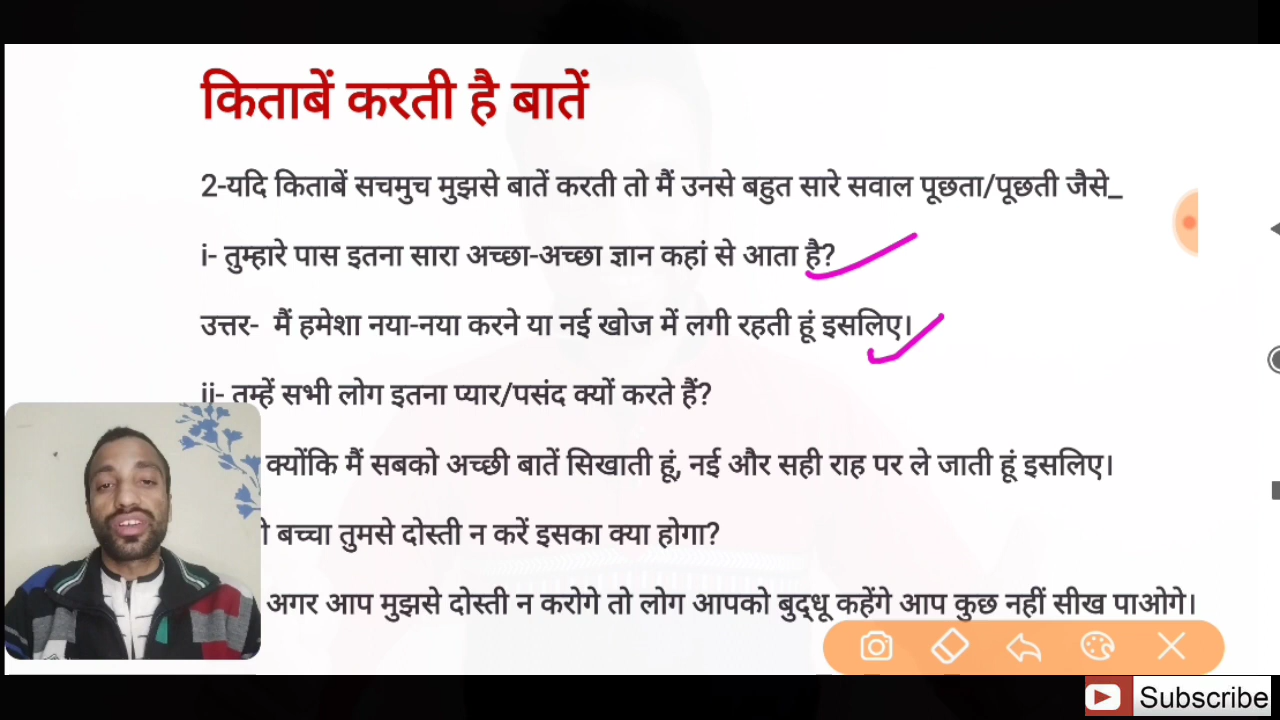 किताबें करती है बातें
2-यदि किताबें सचमुच मुझसे बातें करती तो मैं उनसे बहुत सारे सवाल पूछता/पूछती जैसे_
i- तुम्हारे पास इतना सारा अच्छा-अच्छा ज्ञान कहां से आता है?
उत्तर- मैं हमेशा नया-नया करने या नई खोज में लगी रहती हूं इसलिए।
ii- तुम्हें सभी लोग इतना प्यार/पसंद क्यों करते हैं?
क्योंकि मैं सबको अच्छी बातें सिखाती हूं, नई और सही राह पर ले जाती हूं इसलिए।
बच्चा तुमसे दोस्ती न करें इसका क्या होगा?
अगर आप मुझसे दोस्ती न करोगे तो लोग आपको बुद्धू कहेंगे आप कुछ नहीं सीख पाओगे।
Subscribe